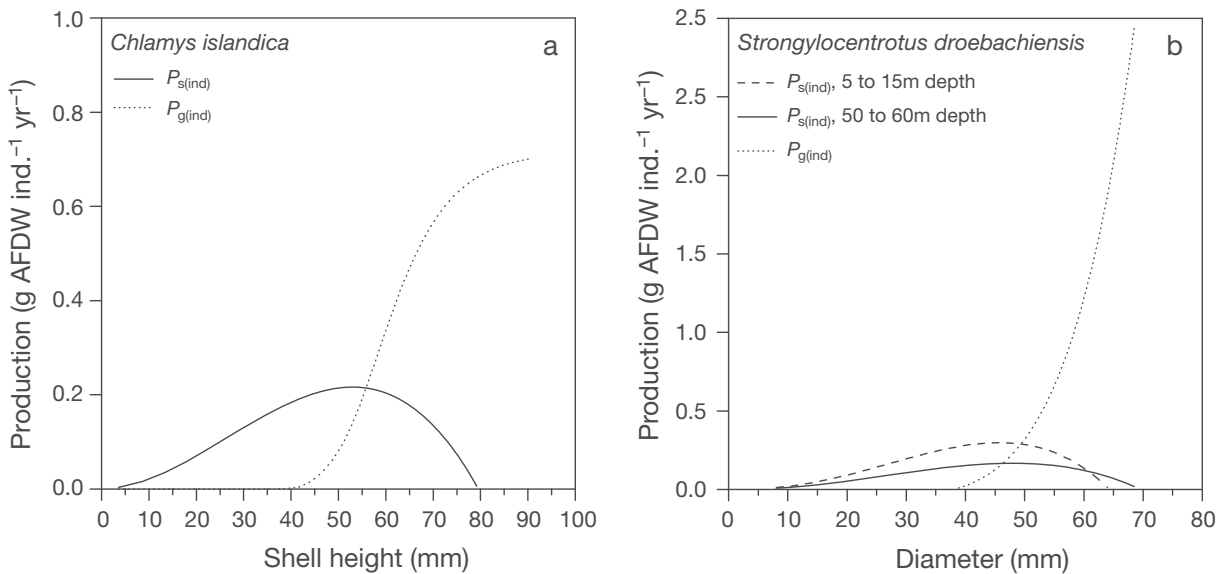 Chlamys islandica
a
Ps(ind)
Pg(ind)
Production (g AFDW ind.⁻¹ yr⁻¹)
1.0
0.8
0.6
0.4
0.2
0.0
0 10 20 30 40 50 60 70 80 90 100
Shell height (mm)
Strongylocentrotus droebachiensis
b
Ps(ind), 5 to 15m depth
Ps(ind), 50 to 60m depth
Pg(ind)
Production (g AFDW ind.⁻¹ yr⁻¹)
2.5
2.5
2.0
1.5
1.0
0.5
0.0
0 10 20 30 40 50 60 70 80
Diameter (mm)